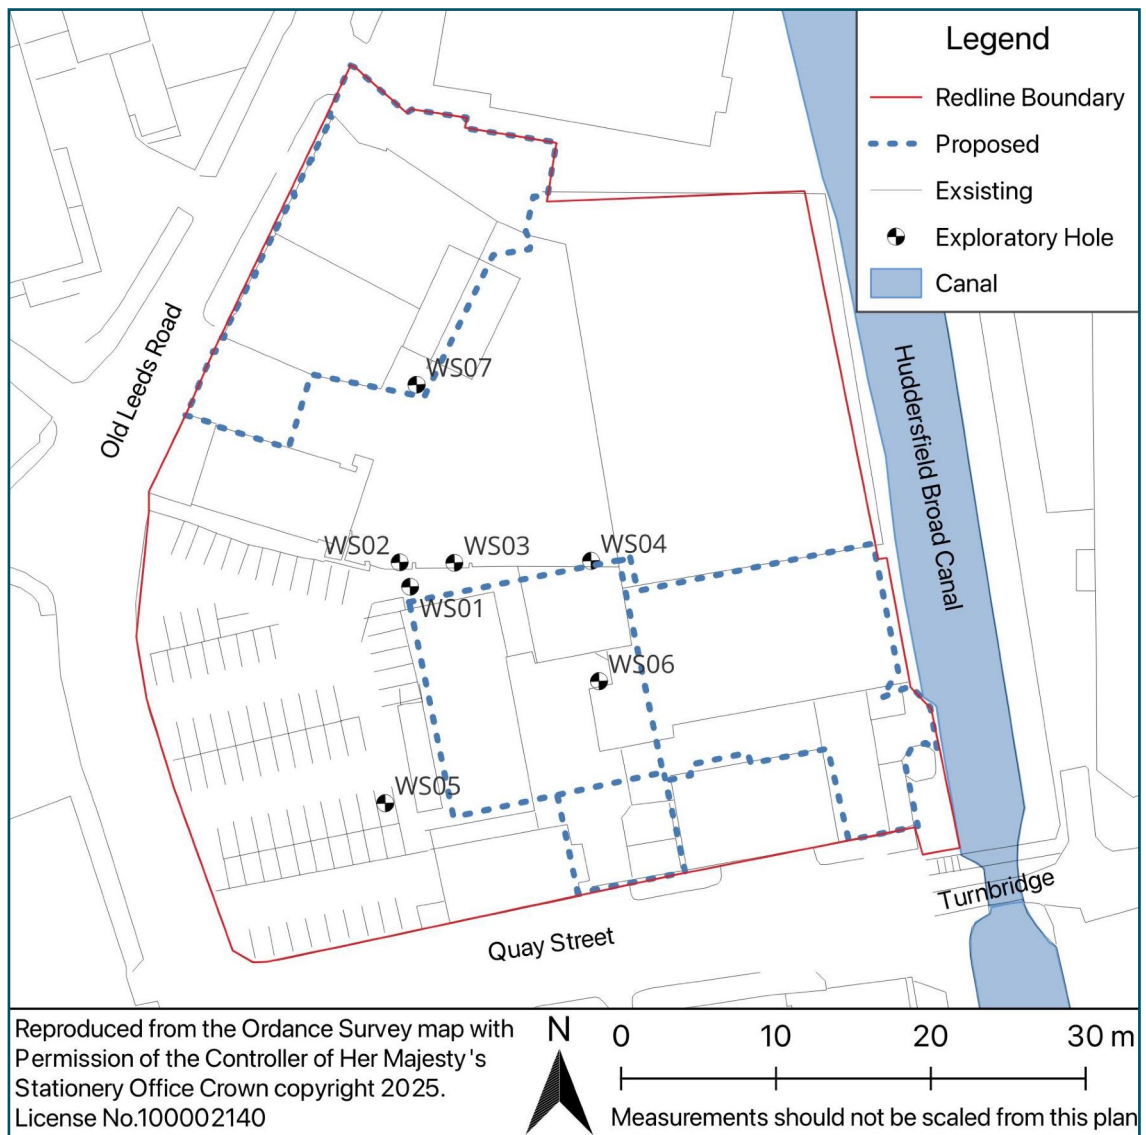 Legend
Redline Boundary
Proposed
Exsisting
Exploratory Hole
Canal
Old Leeds Road
WS07
Huddersfield Broad Canal
WS02
WS03
WS04
WS01
WS06
WS05
Turnbridge
Quay Street
Reproduced from the Ordance Survey map with
Permission of the Controller of Her Majesty's
Stationery Office Crown copyright 2025.
License No.100002140
N
0 10 20 30 m
Measurements should not be scaled from this plan